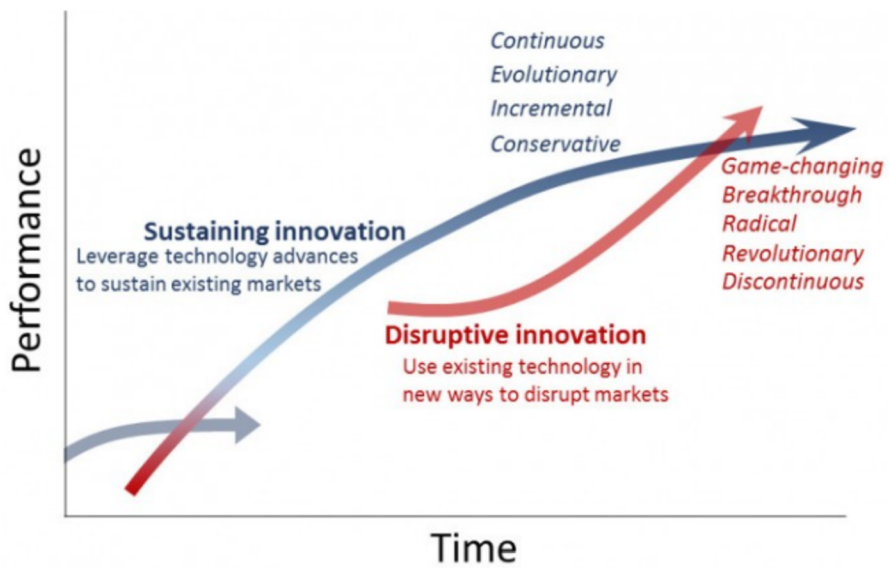 Continuous
Evolutionary
Incremental
Conservative
Game-changing
Breakthrough
Radical
Revolutionary
Discontinuous
Sustaining innovation
Leverage technology advances
to sustain existing markets
Disruptive innovation
Use existing technology in
new ways to disrupt markets
Performance
Time